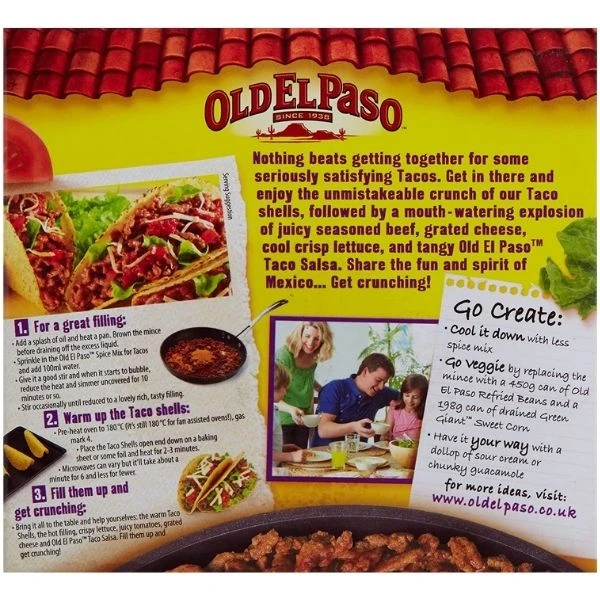 OLD EL PASO
SINCE 1938
Nothing beats getting together for some
seriously satisfying Tacos. Get in there and
enjoy the unmistakeable crunch of our Taco
shells, followed by a mouth-watering explosion
of juicy seasoned beef, grated cheese,
cool crisp lettuce, and tangy Old El Paso™
Taco Salsa. Share the fun and spirit of
Mexico... Get crunching!
Serving Suggestion
1. For a great filling:
• Add a splash of oil and heat a pan. Brown the mince
before draining off the excess liquid.
• Sprinkle in the Old El Paso™ Spice Mix for Tacos
and add 100ml water.
• Give it a good stir and when it starts to bubble,
reduce the heat and simmer uncovered for 10
minutes or so.
• Stir occasionally until reduced to a lovely rich, tasty filling.
2. Warm up the Taco shells:
• Pre-heat oven to 180°C (it's still 180°C for fan assisted ovens!), gas
mark 4.
• Place the Taco Shells open end down on a baking
sheet or some foil and heat for 2-3 minutes.
• Microwaves can vary but it'll take about a
minute for 6 and less for fewer.
3. Fill them up and
get crunching:
• Bring it all to the table and help yourselves: the warm Taco
Shells, the hot filling, crispy lettuce, juicy tomatoes, grated
cheese and Old El Paso™ Taco Salsa. Fill them up and
get crunching!
Go Create:
• Cool it down with less
spice mix
• Go veggie by replacing the
mince with a 450g can of Old
El Paso Refried Beans and a
198g can of drained Green
Giant™ Sweet Corn
• Have it your way with a
dollop of sour cream or
chunky guacamole
for more ideas, visit:
www.oldelpaso.co.uk